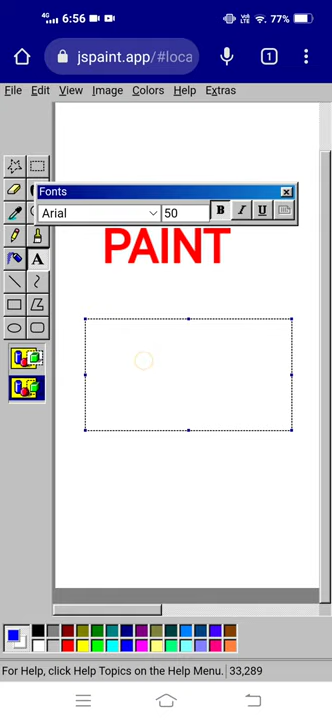 4G 6:56 77%
jspaint.app/#loca 1
File Edit View Image Colors Help Extras
Fonts
Arial 50 B I U
PAINT
A
For Help, click Help Topics on the Help Menu. 33,289